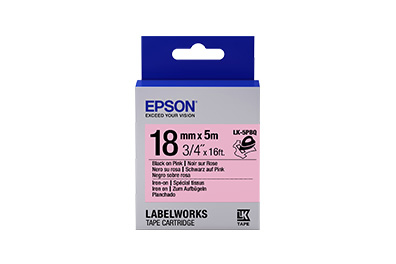 EPSON
EXCEED YOUR VISION
18 mm x 5m
3/4" x 16ft.
LK-5PBQ
Black on Pink | Noir sur Rose
Nero su rosa | Schwarz auf Pink
Negro sobre rosa
Iron-on | Spécial tissus
Iron on | Zum Aufbügeln
Planchado
LABELWORKS
TAPE CARTRIDGE
LK
TAPE